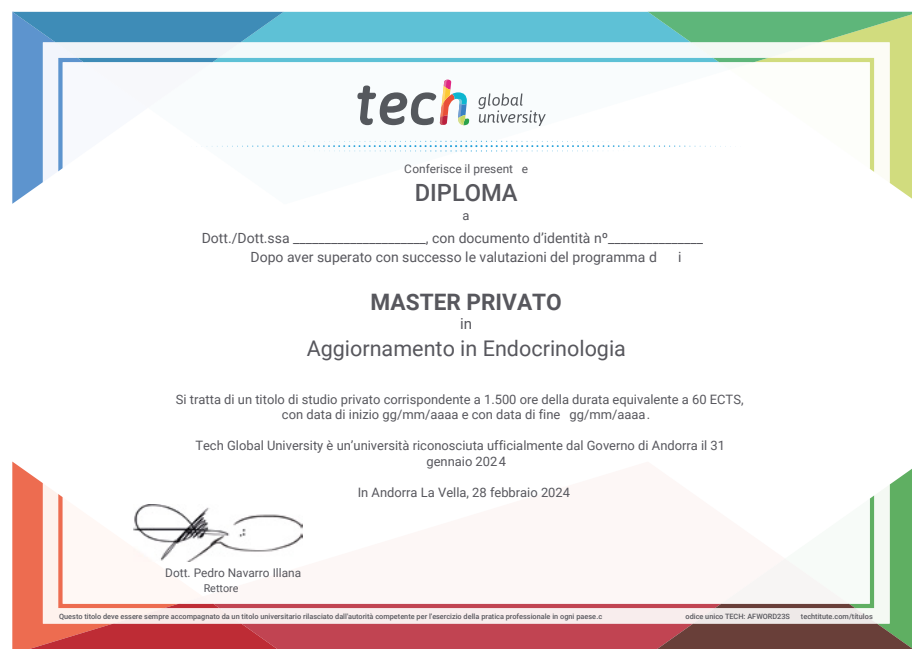 tech global university
Conferisce il present e
DIPLOMA
a
Dott./Dott.ssa _____________________, con documento d'identità nº_______________
Dopo aver superato con successo le valutazioni del programma d i
MASTER PRIVATO
in
Aggiornamento in Endocrinologia
Si tratta di un titolo di studio privato corrispondente a 1.500 ore della durata equivalente a 60 ECTS,
con data di inizio gg/mm/aaaa e con data di fine gg/mm/aaaa.
Tech Global University è un'università riconosciuta ufficialmente dal Governo di Andorra il 31
gennaio 2024
In Andorra La Vella, 28 febbraio 2024
Dott. Pedro Navarro Illana
Rettore
Questo titolo deve essere sempre accompagnato da un titolo universitario rilasciato dall'autorità competente per l'esercizio della pratica professionale in ogni paese.c odice unico TECH: AFWORD23S techtitute.com/titulos